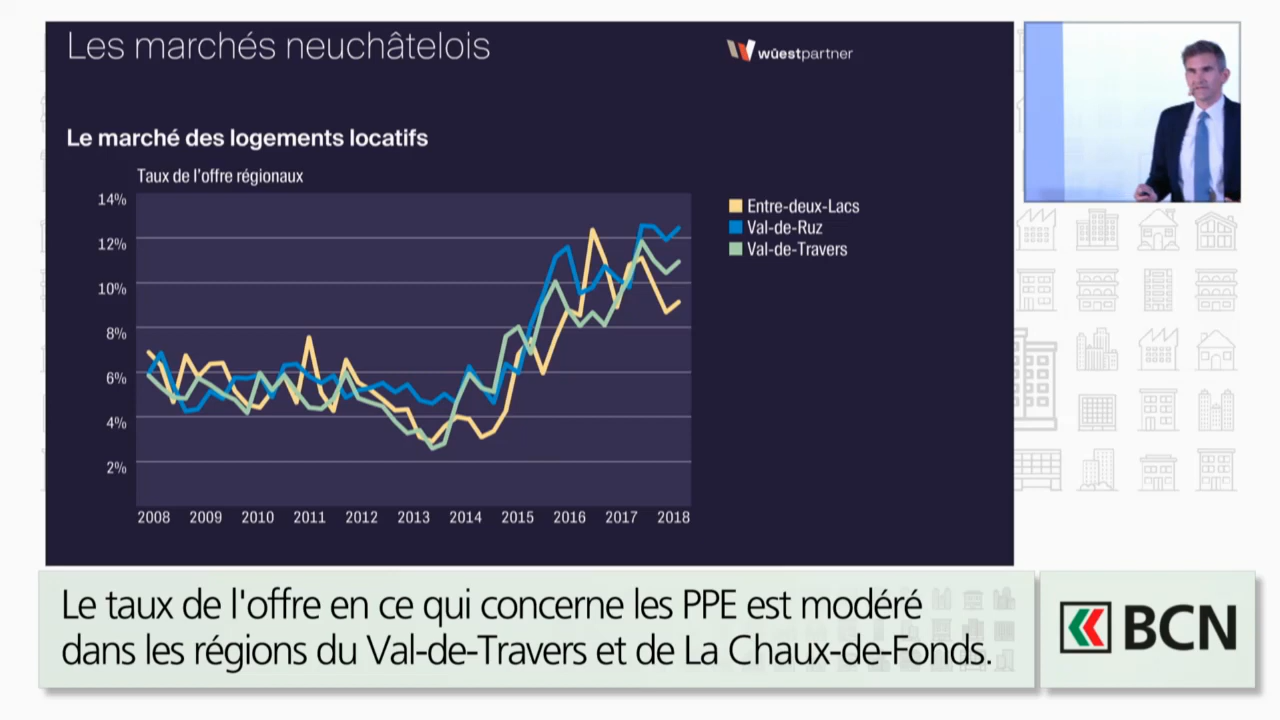 Les marchés neuchâtelois
wüestpartner
Le marché des logements locatifs
Taux de l'offre régionaux
14%
12%
10%
8%
6%
4%
2%
2008 2009 2010 2011 2012 2013 2014 2015 2016 2017 2018
Entre-deux-Lacs
Val-de-Ruz
Val-de-Travers
Le taux de l'offre en ce qui concerne les PPE est modéré
dans les régions du Val-de-Travers et de La Chaux-de-Fonds.
BCN